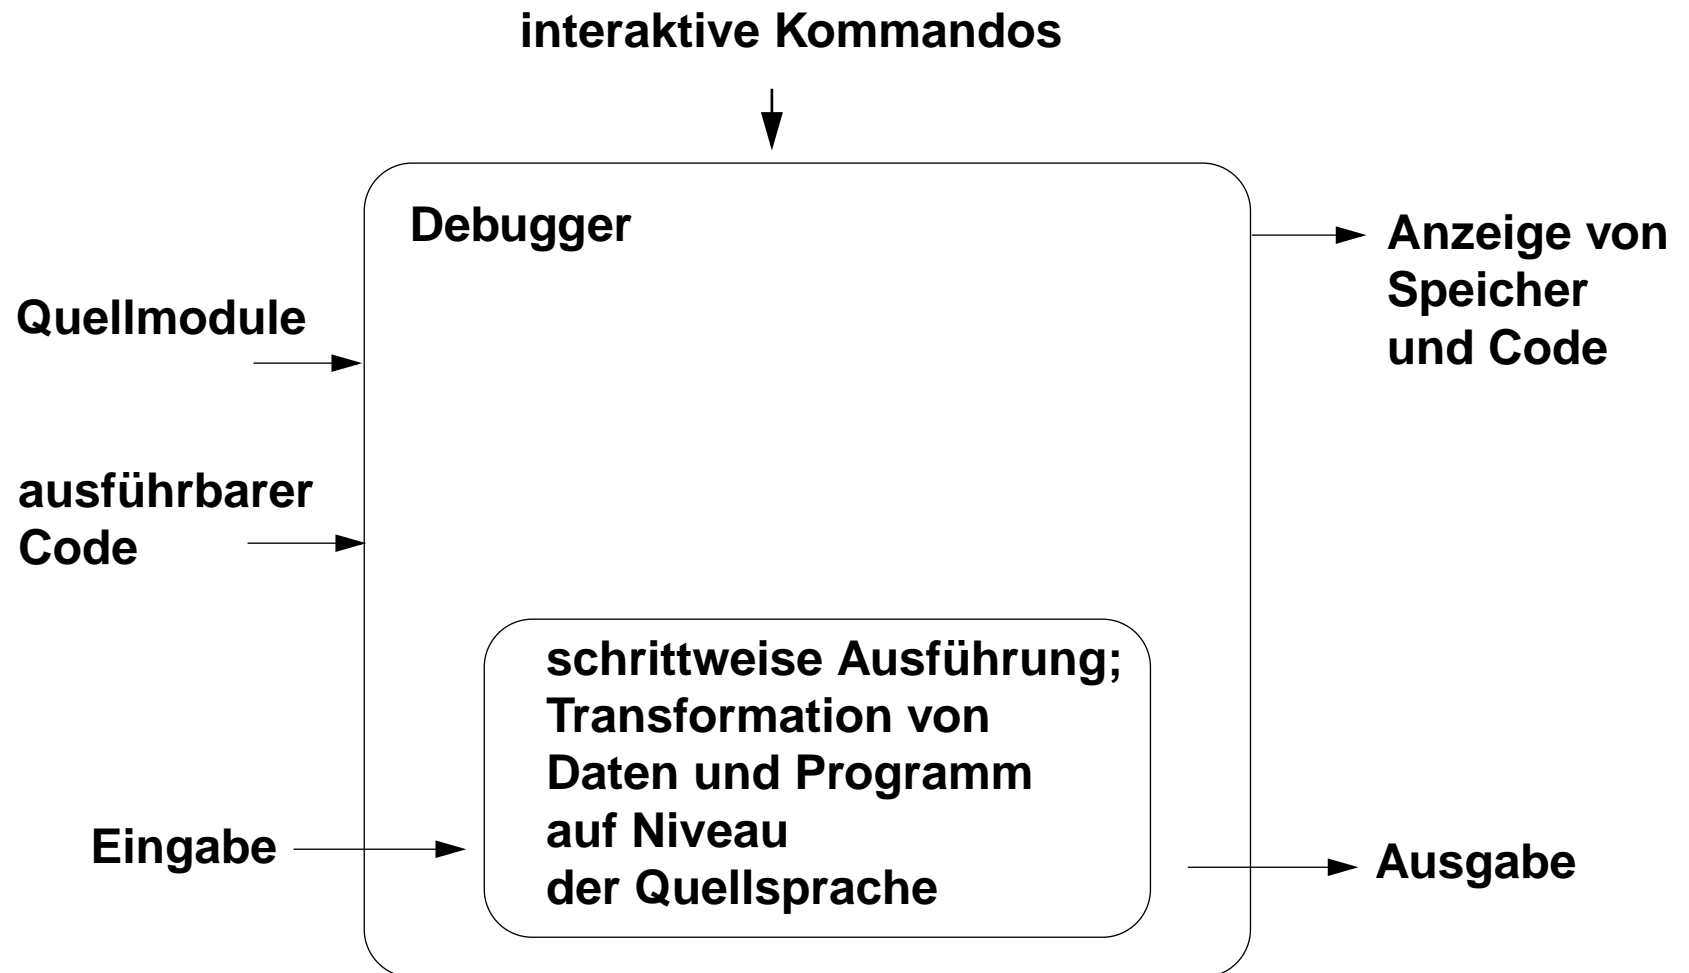 interaktive Kommandos
Debugger
Anzeige von
Speicher
und Code
Quellmodule
ausführbarer
Code
schrittweise Ausführung;
Transformation von
Daten und Programm
auf Niveau
der Quellsprache
Eingabe
Ausgabe